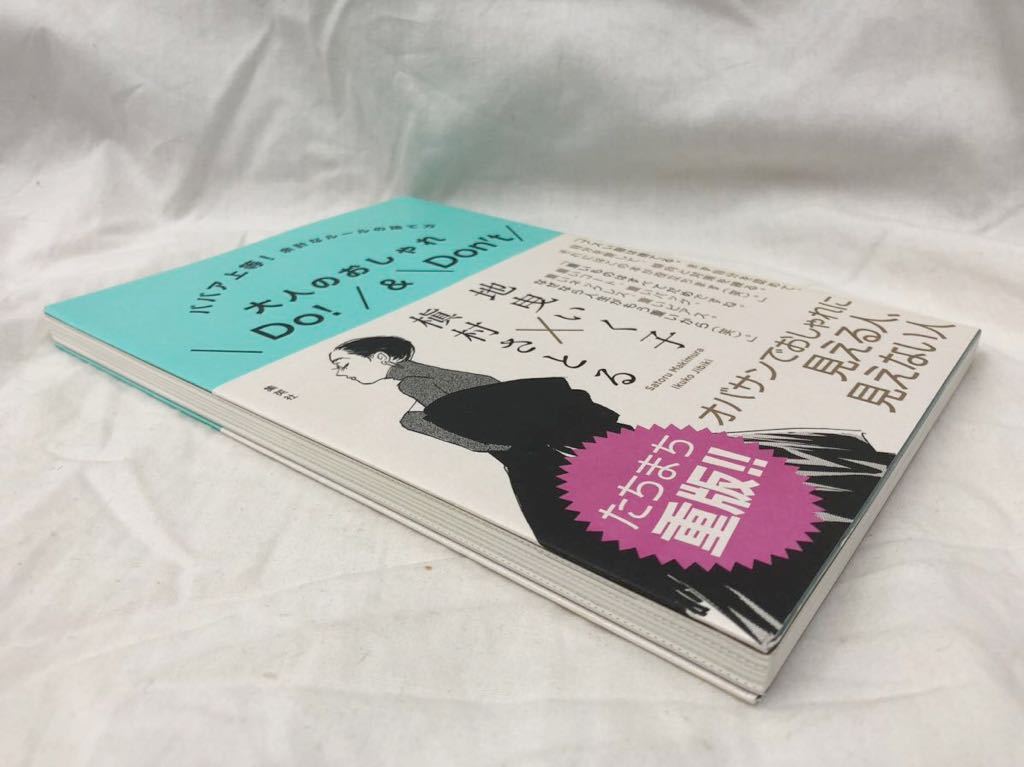 ババァ上等! 余計なルールの捨て方
大人のおしゃれ
\Do!/&\Don't/
地曳いく子
×
槇村さとる
Satoru Makimura
Ikuko Jibiki
集英社
オバサンでおしゃれに
見える人、
見えない人
たちまち
重版!!